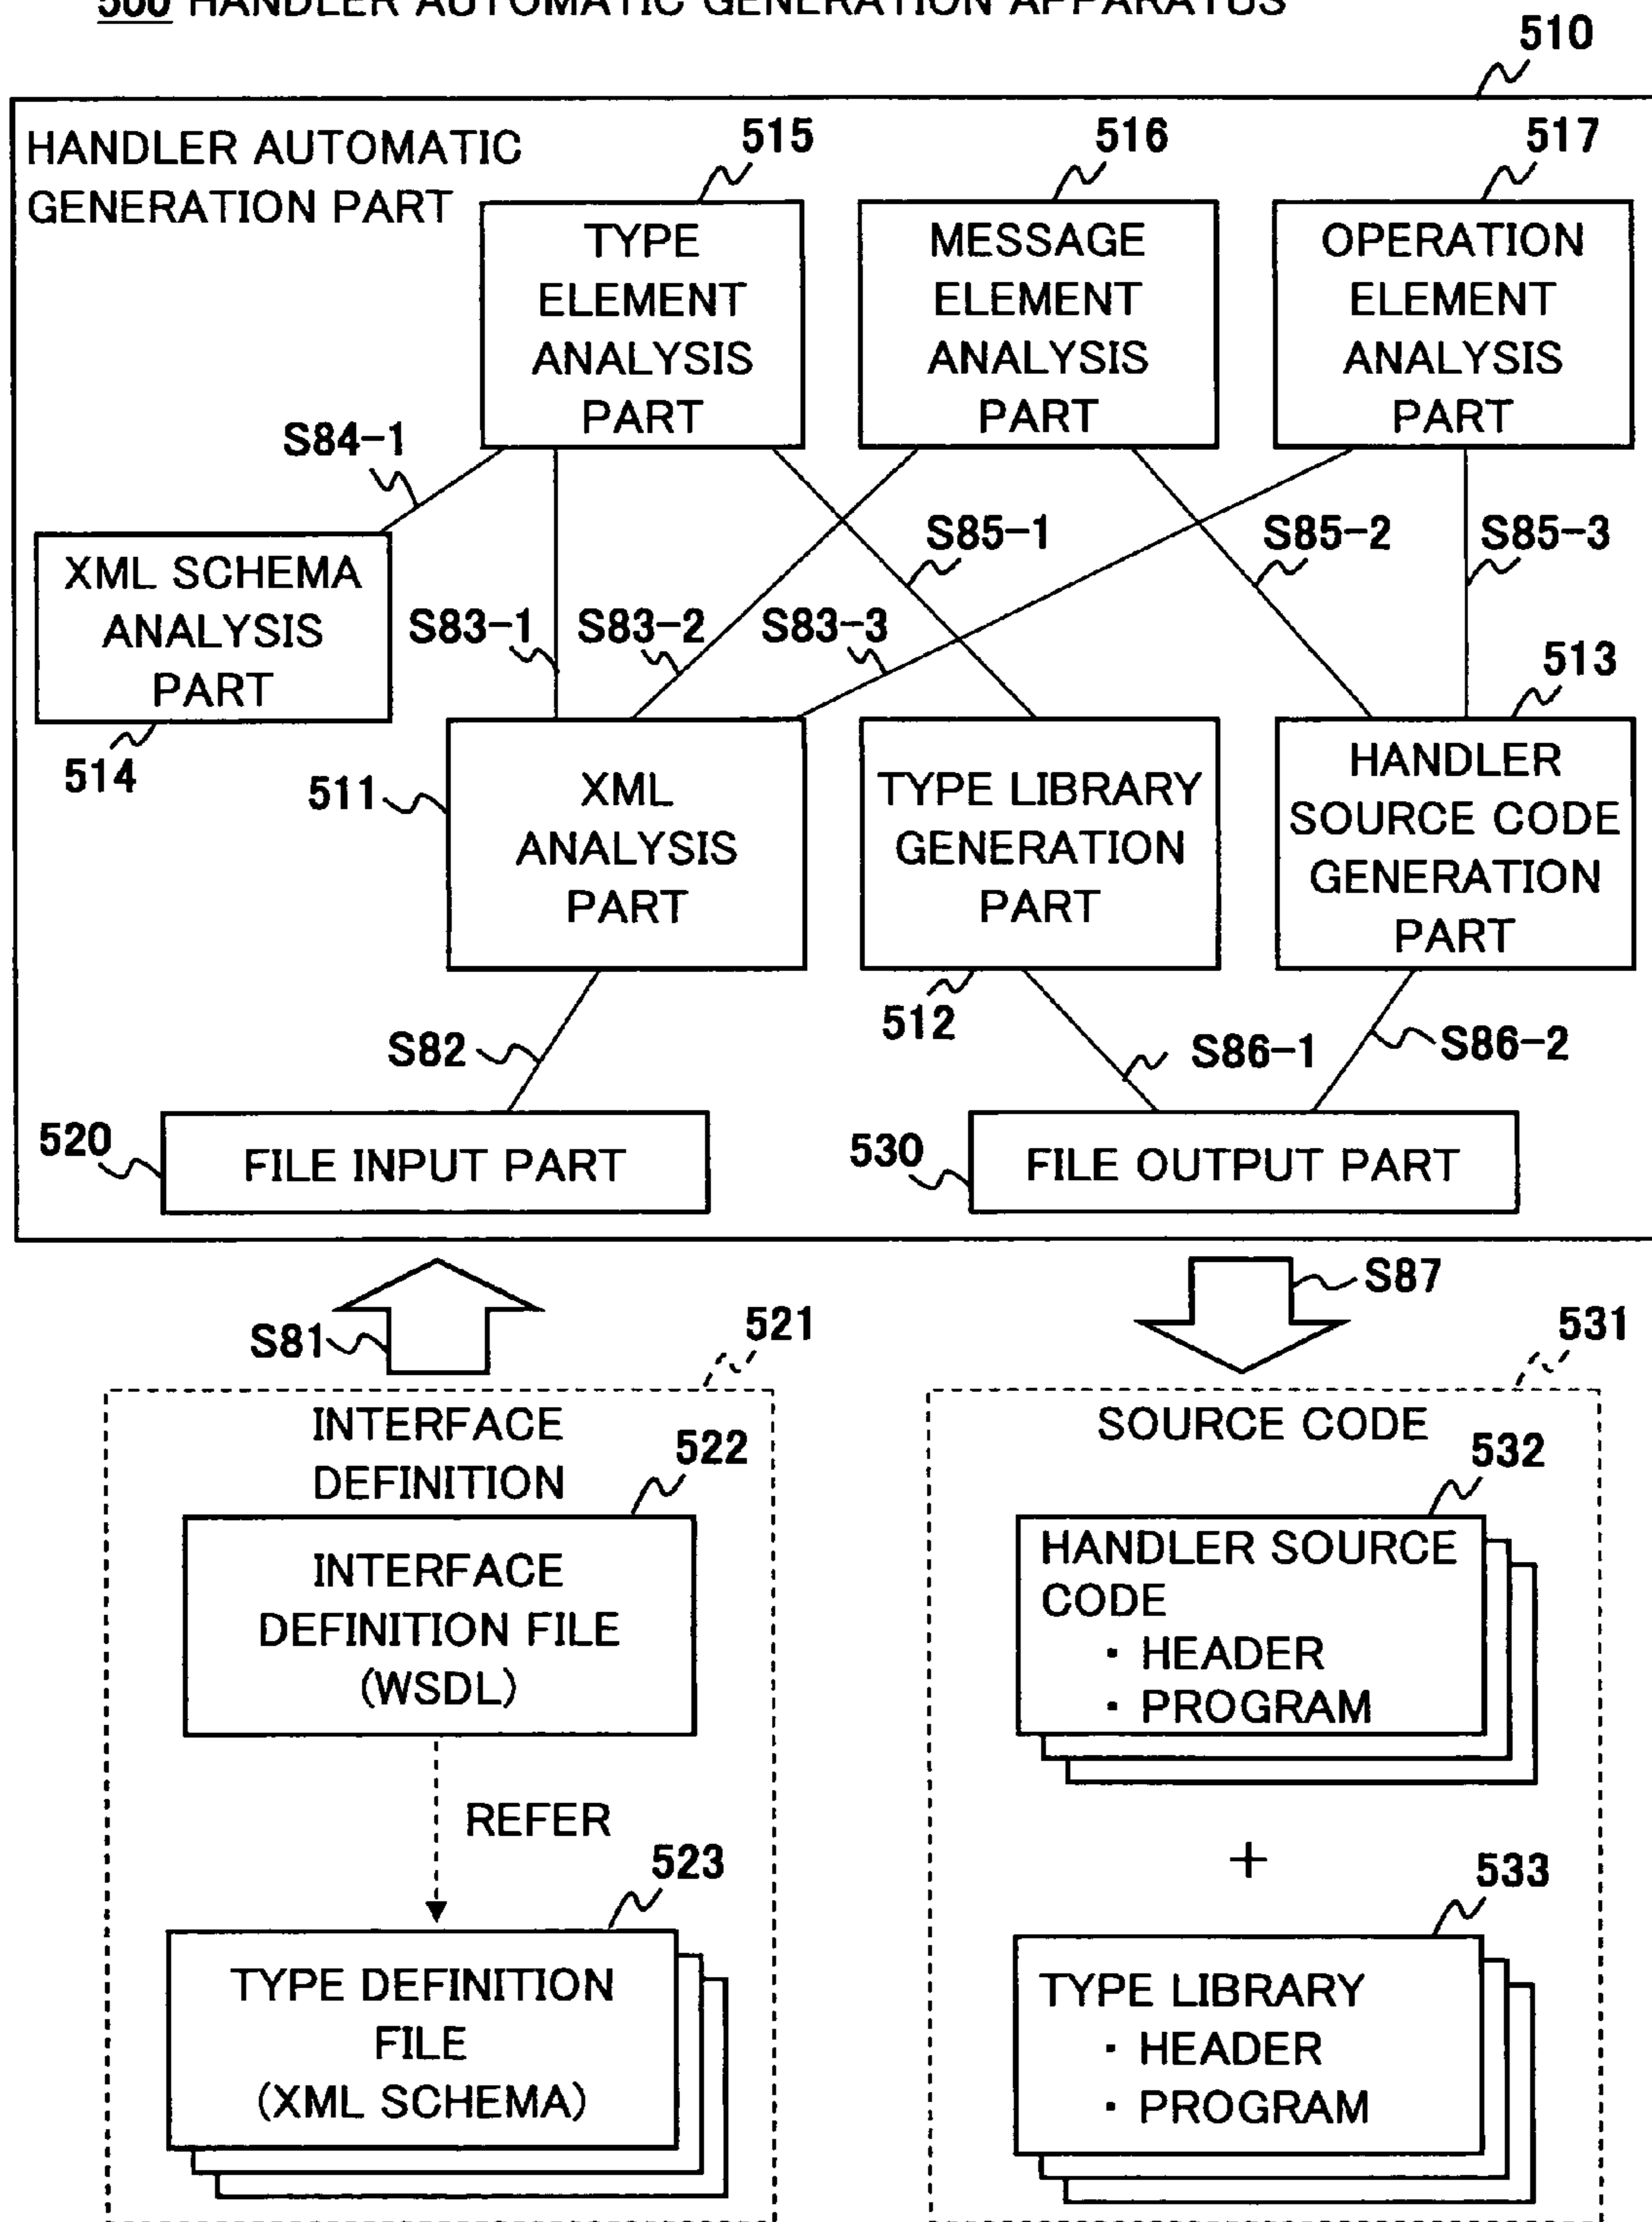 500 HANDLER AUTOMATIC GENERATION APPARATUS
510
HANDLER AUTOMATIC
GENERATION PART
515
516
517
TYPE
ELEMENT
ANALYSIS
PART
MESSAGE
ELEMENT
ANALYSIS
PART
OPERATION
ELEMENT
ANALYSIS
PART
S84-1
S85-1
S85-2
S85-3
XML SCHEMA
ANALYSIS
PART
514
S83-1
S83-2
S83-3
513
511
XML
ANALYSIS
PART
TYPE LIBRARY
GENERATION
PART
512
HANDLER
SOURCE CODE
GENERATION
PART
S82
S86-1
S86-2
520
FILE INPUT PART
530
FILE OUTPUT PART
S81
S87
521
531
INTERFACE
DEFINITION
522
INTERFACE
DEFINITION FILE
(WSDL)
REFER
523
TYPE DEFINITION
FILE
(XML SCHEMA)
SOURCE CODE
532
HANDLER SOURCE
CODE
・ HEADER
・ PROGRAM
+
533
TYPE LIBRARY
・ HEADER
・ PROGRAM